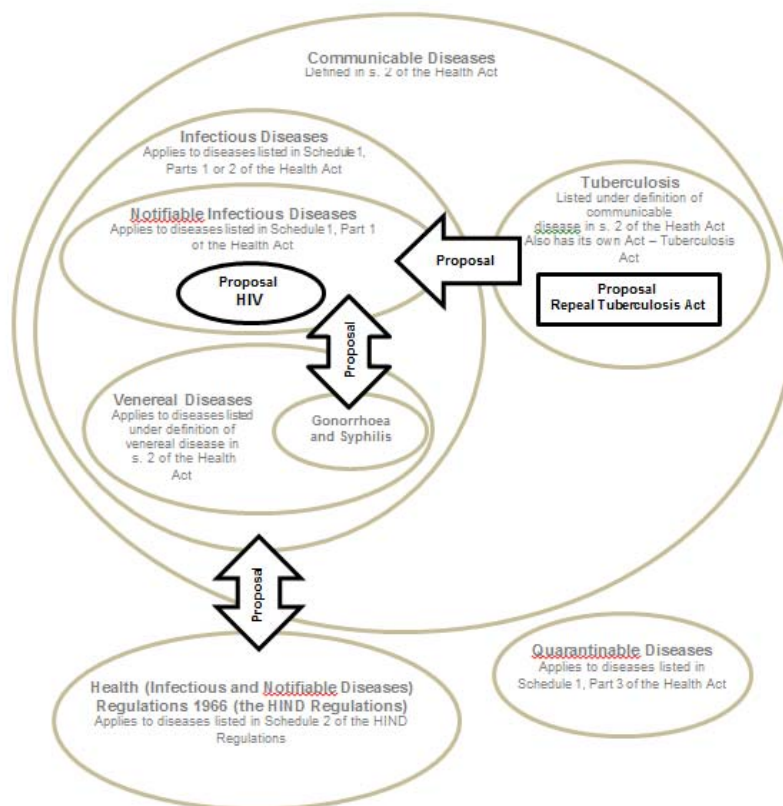 Communicable Diseases
Defined in s. 2 of the Health Act
Infectious Diseases
Applies to diseases listed in Schedule1,
Parts 1 or 2 of the Health Act
Notifiable Infectious Diseases
Applies to diseases listed in Schedule1, Part 1
of the Health Act
Proposal
HIV
Proposal
Tuberculosis
Listed under definition of
communicable
disease in s. 2 of the Heath Act
Also has its own Act – Tuberculosis
Act
Proposal
Repeal Tuberculosis Act
Proposal
Venereal Diseases
Applies to diseases listed
under definition of
venereal disease in
s. 2 of the Health
Act
Gonorrhoea
and Syphilis
Proposal
Health (Infectious and Notifiable Diseases)
Regulations 1966 (the HIND Regulations)
Applies to diseases listed in Schedule 2 of the HIND
Regulations
Quarantinable Diseases
Applies to diseases listed in
Schedule 1, Part 3 of the Health Act